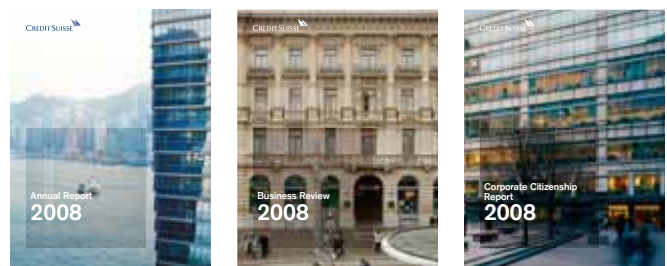 CREDIT SUISSE
Annual Report
2008
CREDIT SUISSE
Business Review
2008
CREDIT SUISSE
Corporate Citizenship
Report
2008